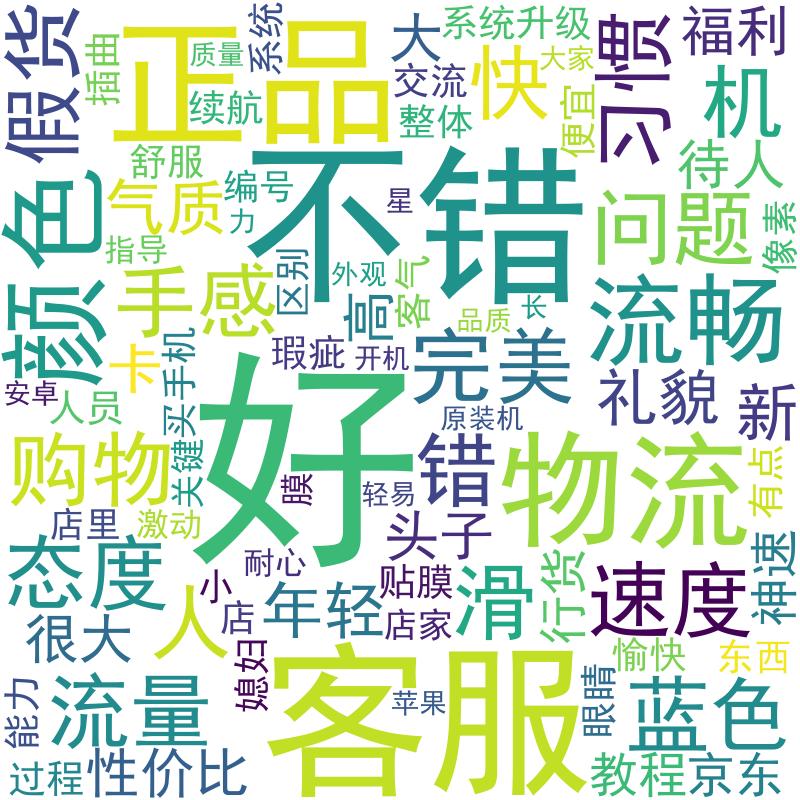 假货
插曲
正品
质量
系统
续航
大
交流
整体
系统升级
快
大家
便宜
习惯
福利
机
待人
像素
舒服
气质
编号
力
指导
颜色
不错
星
问题
手感
区别
外观
高
客气
品质
长
流畅
卡
买手机
瑕疵
开机
完美
安卓
人员
原装机
礼貌
新
购物
关键
好
膜
轻易
错
物流
有点
店里
激动
头子
态度
人
小
店
耐心
年轻
贴膜
店家
滑
行货
速度
神速
很大
媳妇
愉快
东西
能力
流量
客服
苹果
眼睛
蓝色
过程
性价比
教程
京东